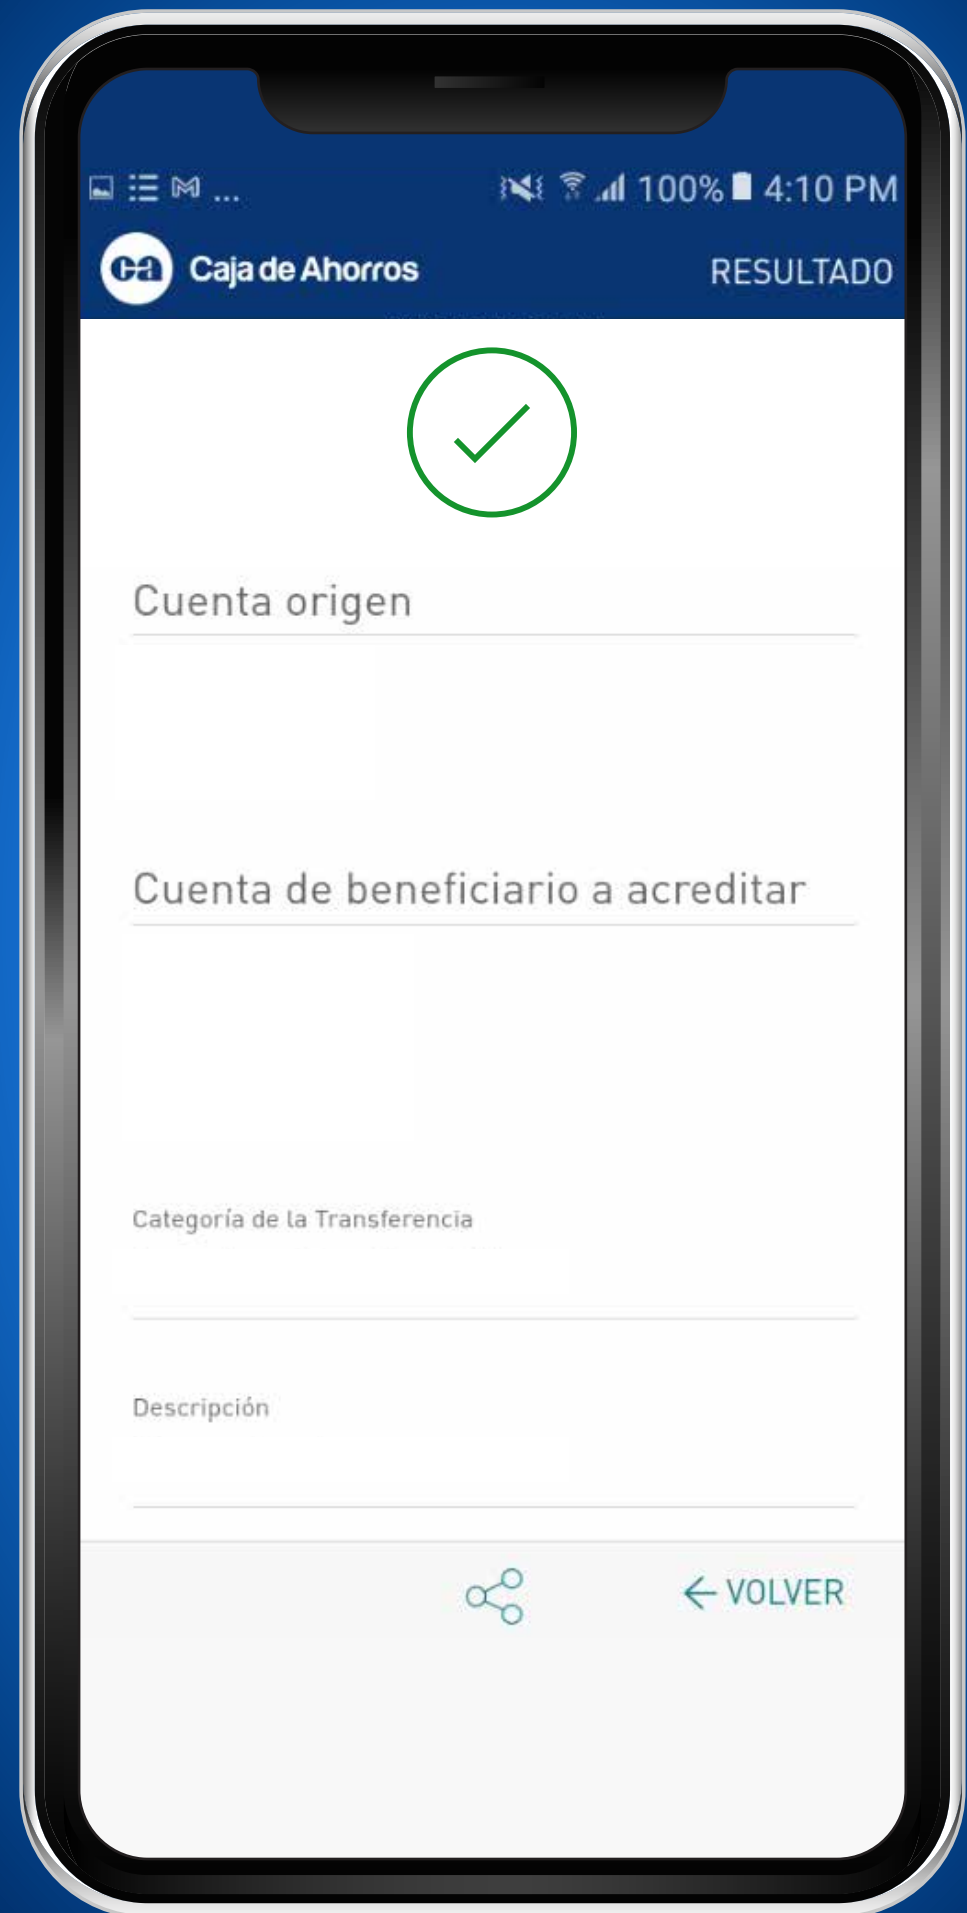 ... 100% 4:10 PM
ca Caja de Ahorros RESULTADO
Cuenta origen
Cuenta de beneficiario a acreditar
Categoría de la Transferencia
Descripción
← VOLVER